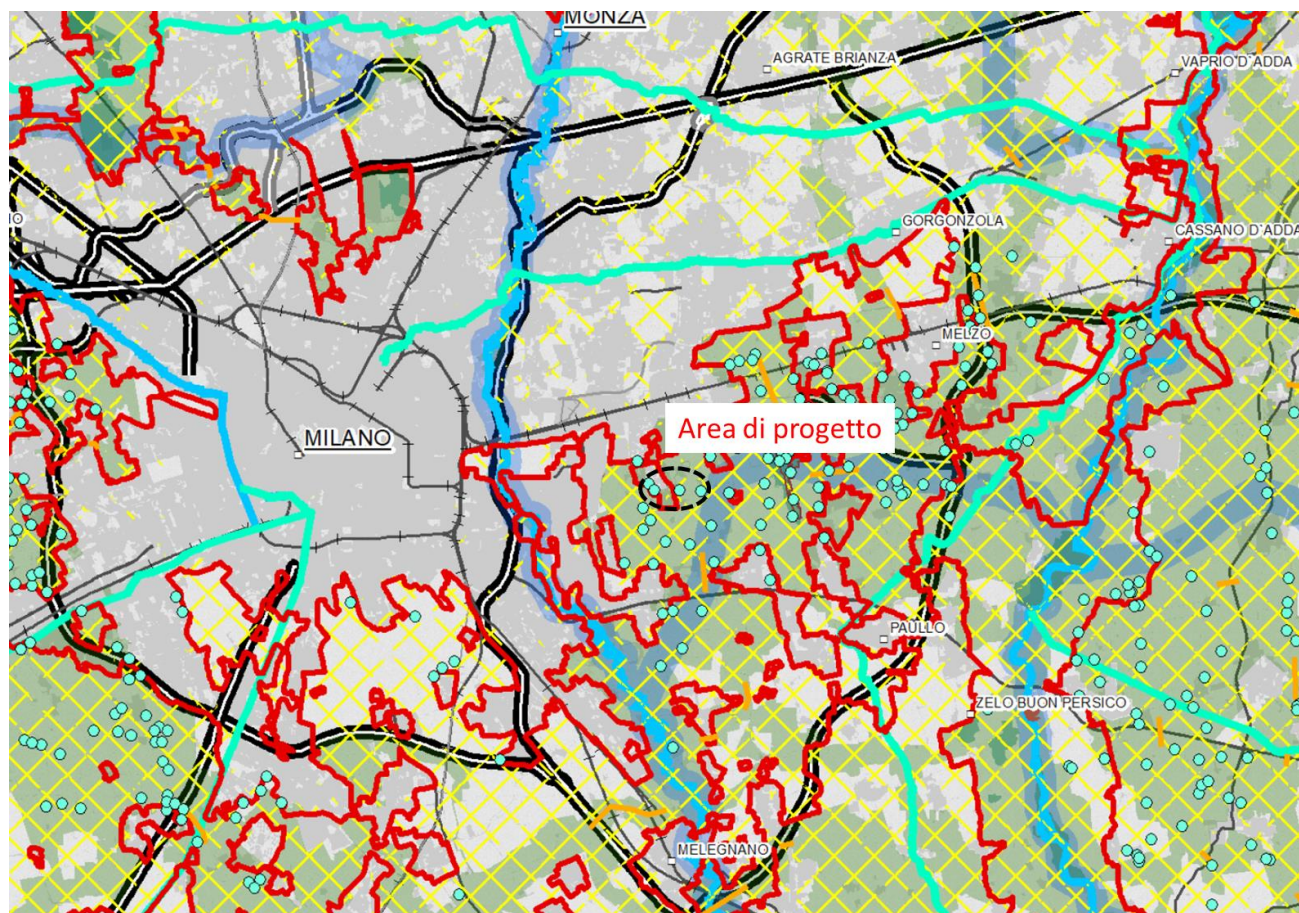 MONZA
AGRATE BRIANZA
VAPRIO D`ADDA
GORGONZOLA
CASSANO D`ADDA
MELZO
Area di progetto
MILANO
PAULLO
ZELO BUON PERSICO
MELEGNANO